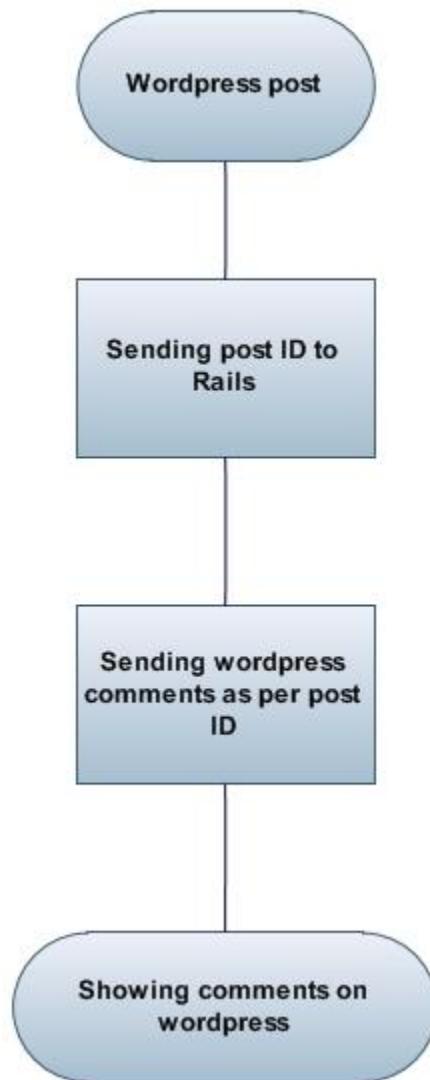 Wordpress post
Sending post ID to
Rails
Sending wordpress
comments as per post
ID
Showing comments on
wordpress